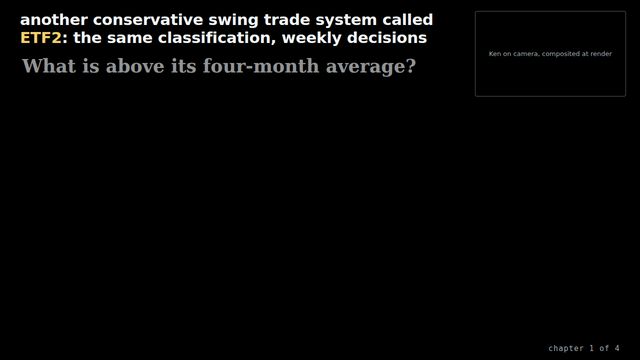 another conservative swing trade system called
ETF2: the same classification, weekly decisions
What is above its four-month average?
Ken on camera, composited at render
chapter 1 of 4